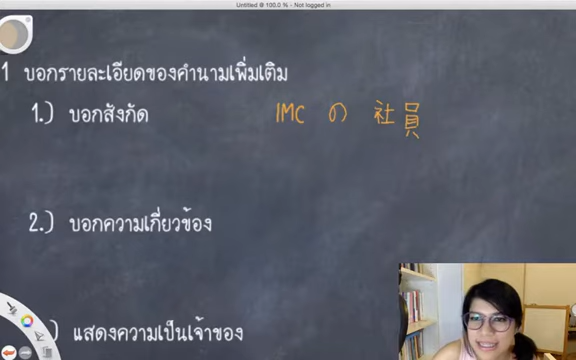 Untitled @ 100.0 % - Not logged in
1 บอกรายละเอียดของคำนามเพิ่มเติม
1.) บอกสังกัด IMC の 社員
2.) บอกความเกี่ยวข้อง
) แสดงความเป็นเจ้าของ